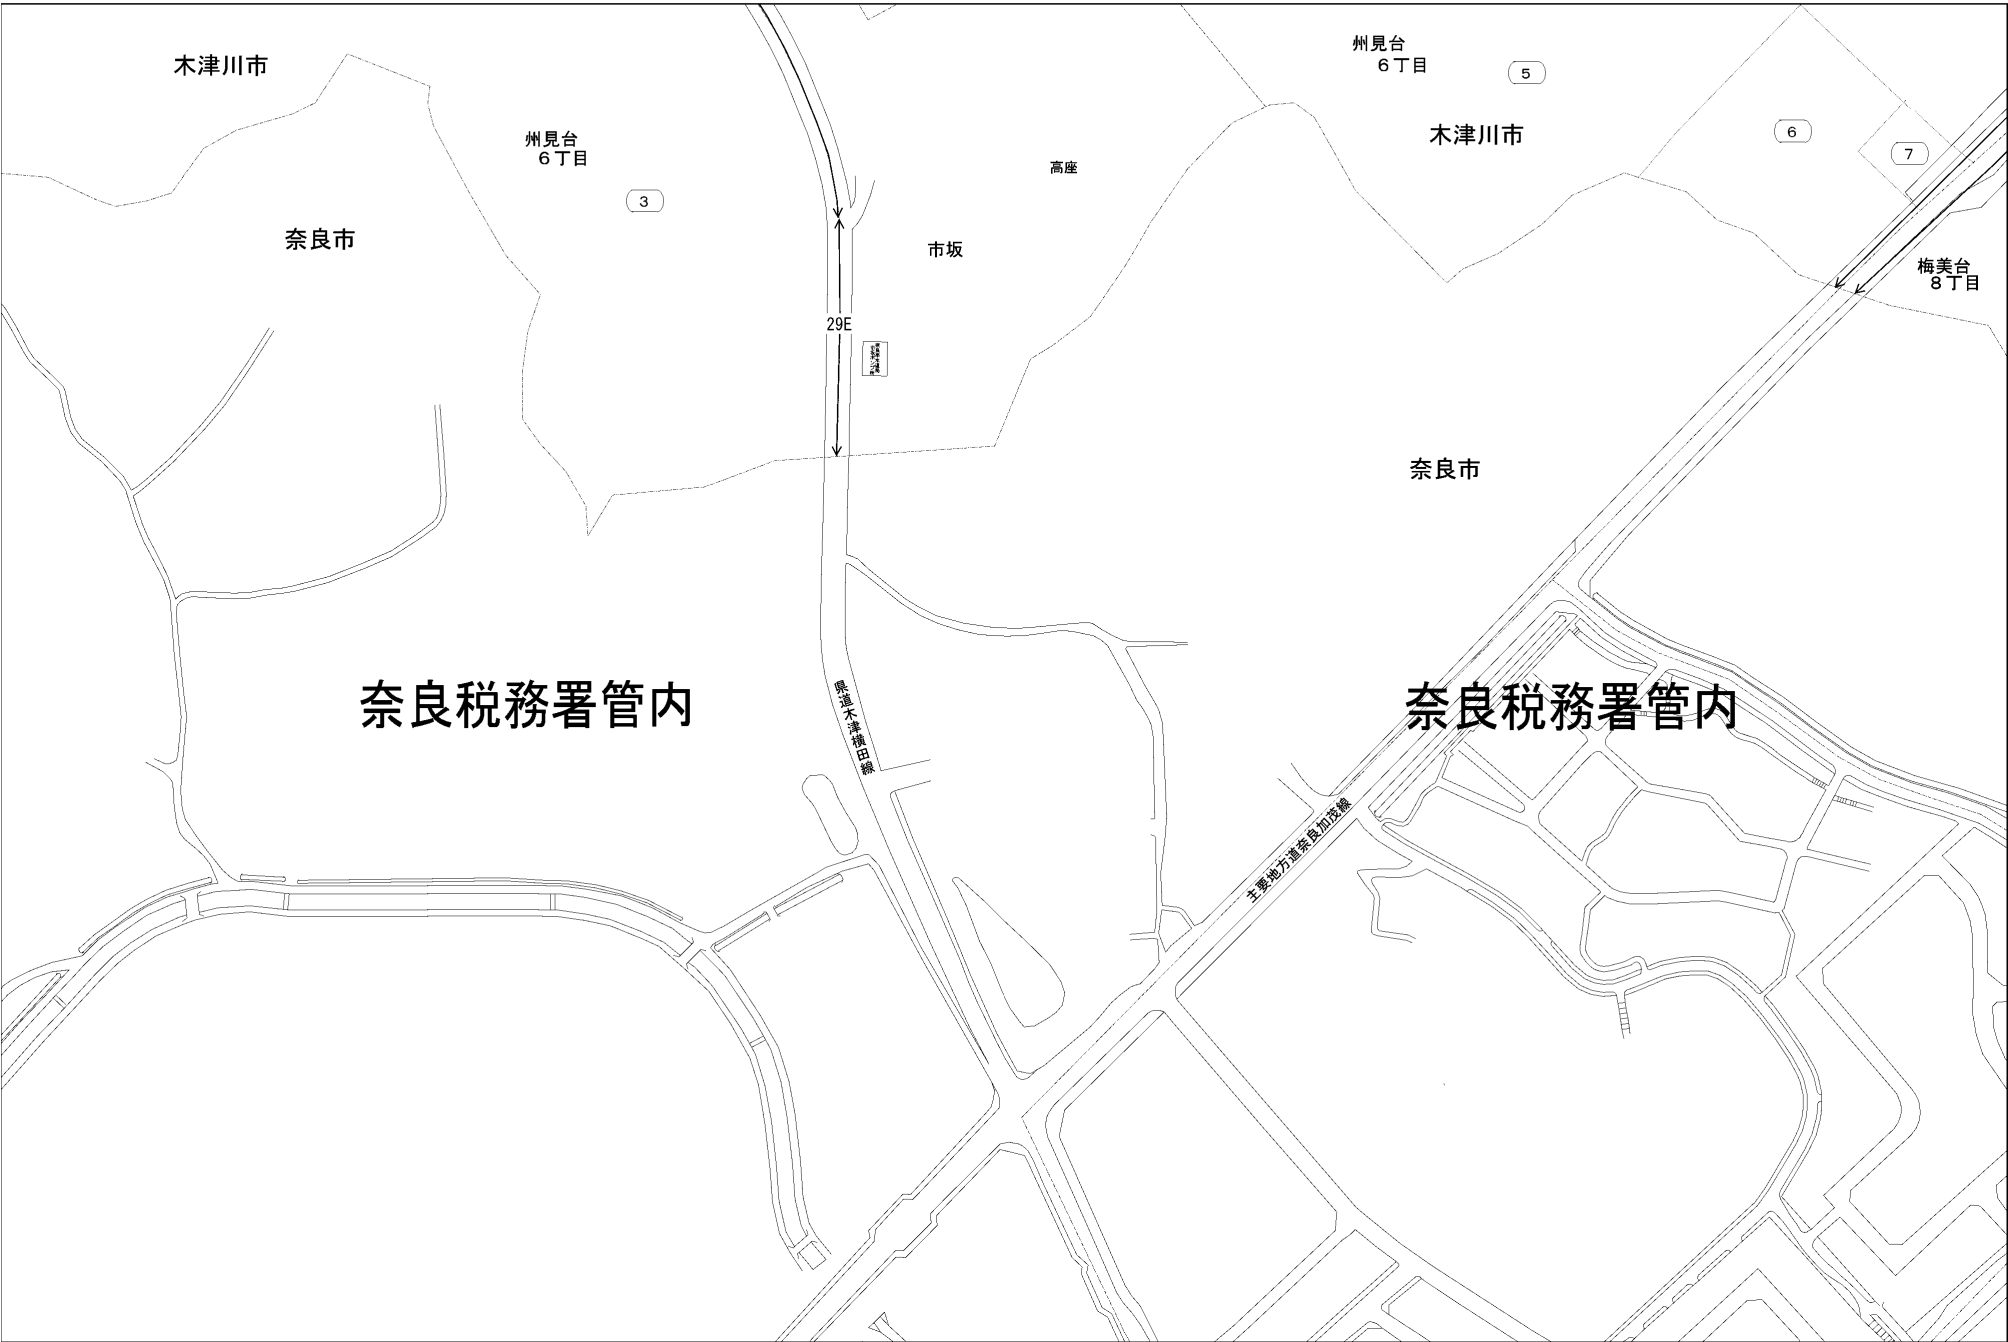 木津川市
州見台
6丁目
5
木津川市
6
7
州見台
6丁目
3
高座
奈良市
市坂
梅美台
8丁目
29E
奈良市
奈良税務署管内
県道木津横田線
奈良税務署管内
主要地方道奈良加茂線